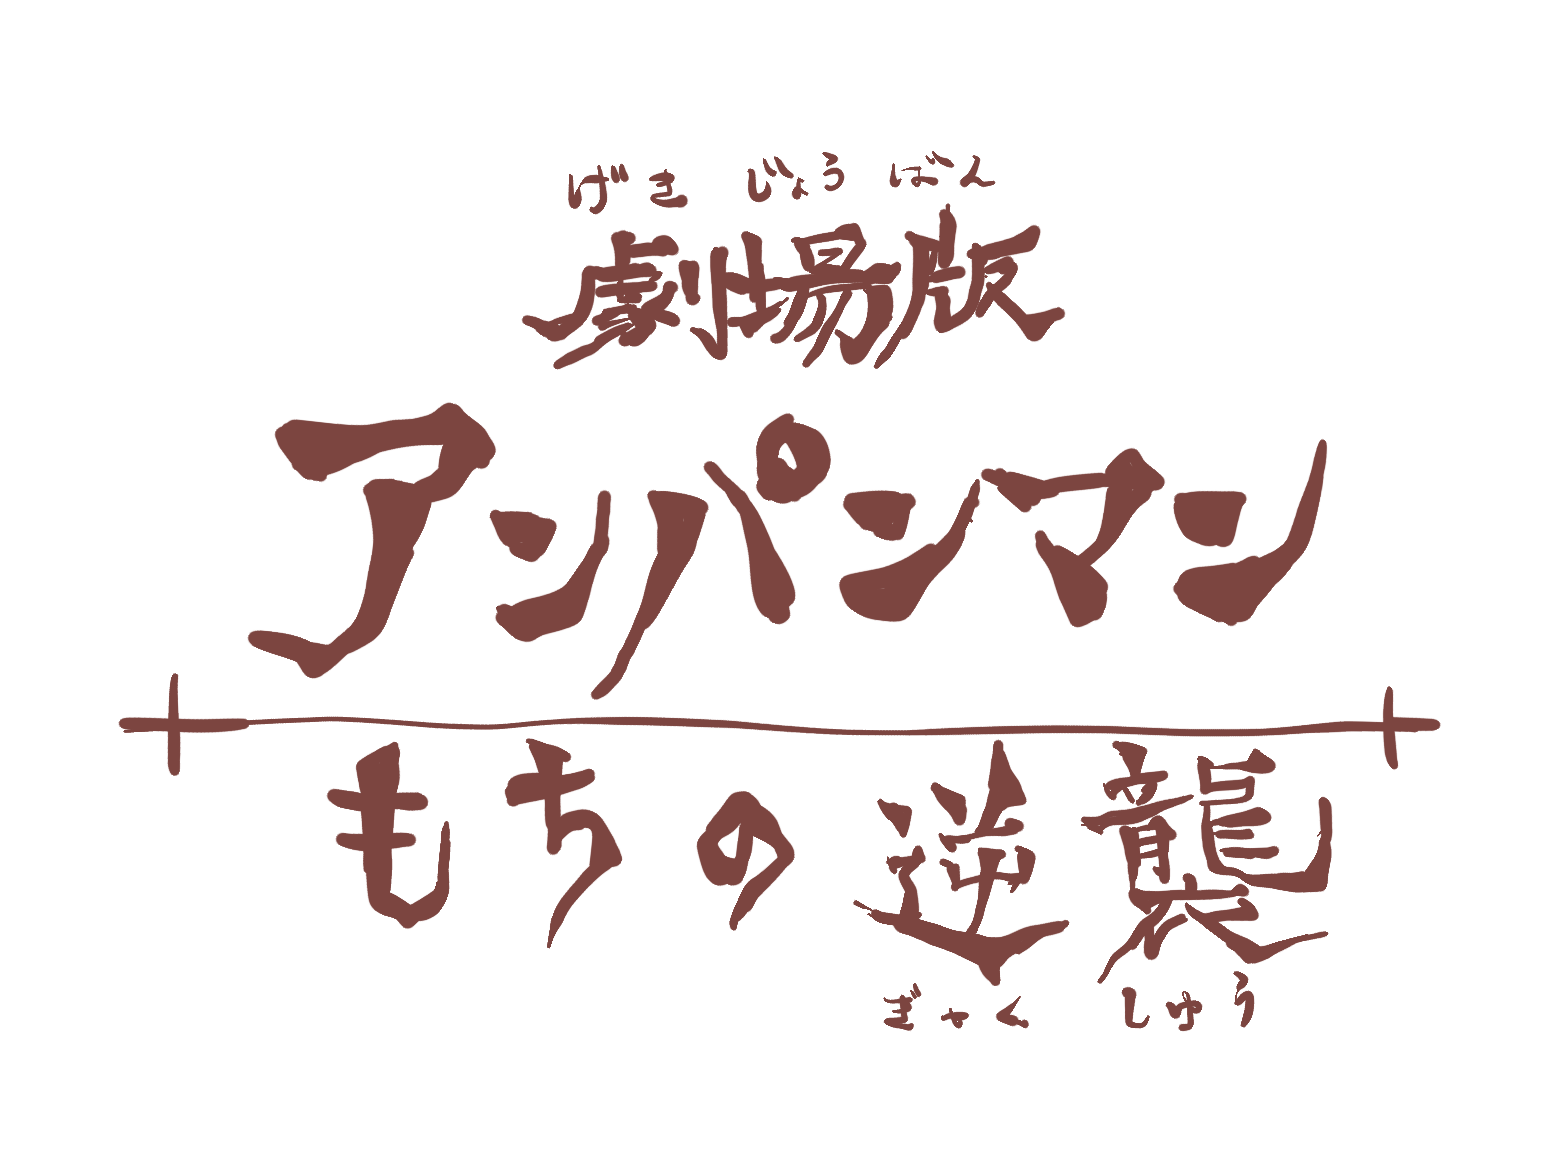 げきじょうばん
劇場版
アンパンマン
もちの逆襲
ぎゃくしゅう